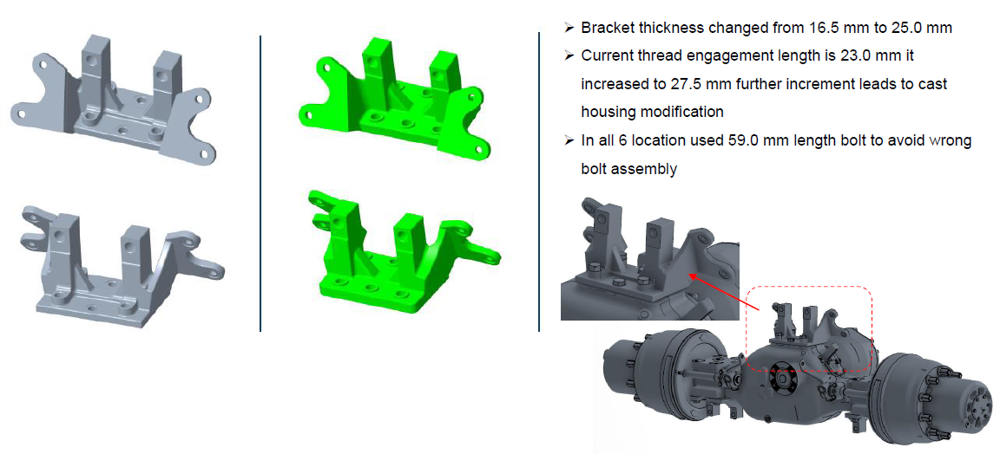 ➢ Bracket thickness changed from 16.5 mm to 25.0 mm
➢ Current thread engagement length is 23.0 mm it
increased to 27.5 mm further increment leads to cast
housing modification
➢ In all 6 location used 59.0 mm length bolt to avoid wrong
bolt assembly